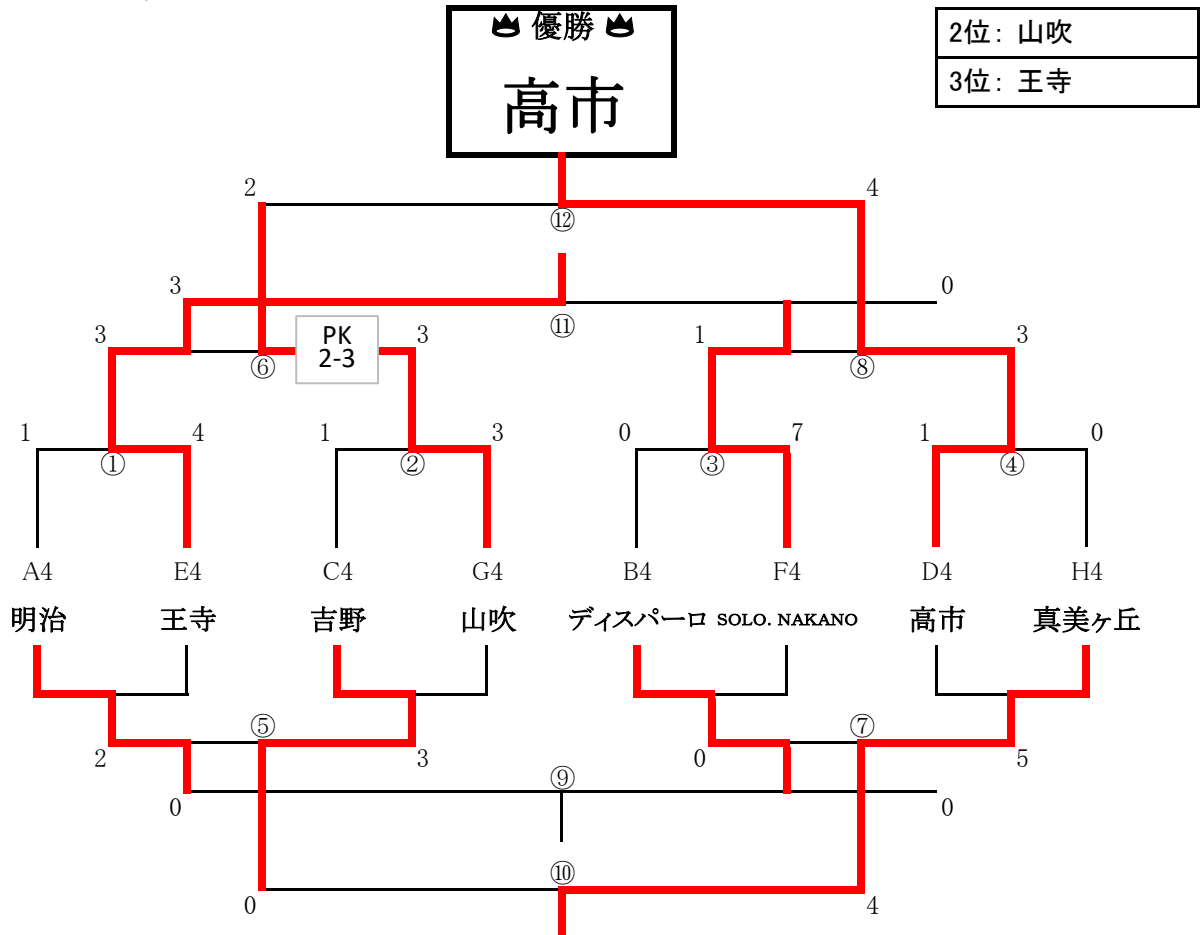 優勝
高市
2位：山吹
3位：王寺
2 4
⑫
3 0
⑪
3 PK 3 1 3
2-3
⑥ ⑧
1 4 1 3 0 7 1 0
① ② ③ ④
A4 E4 C4 G4 B4 F4 D4 H4
明治 王寺 吉野 山吹 ディスパーロ SOLO. NAKANO 高市 真美ヶ丘
⑤ ⑦
2 3 0 5
⑨
0 0
⑩
0 4